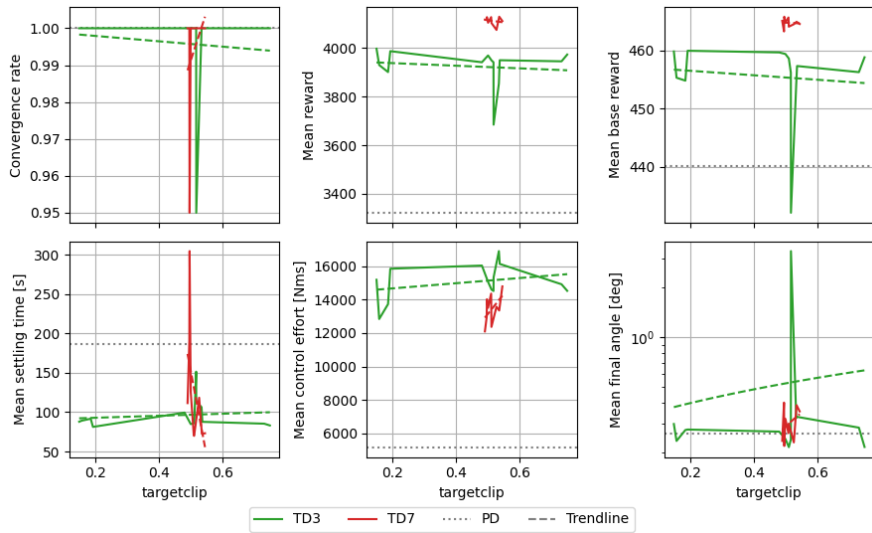 Convergence rate
1.00
0.99
0.98
0.97
0.96
0.95
Mean reward
4000
3800
3600
3400
Mean base reward
460
450
440
Mean settling time [s]
300
250
200
150
100
50
0.2 0.4 0.6
targetclip
Mean control effort [Nms]
16000
14000
12000
10000
8000
6000
0.2 0.4 0.6
targetclip
Mean final angle [deg]
10⁰
0.2 0.4 0.6
targetclip
TD3 TD7 PD Trendline